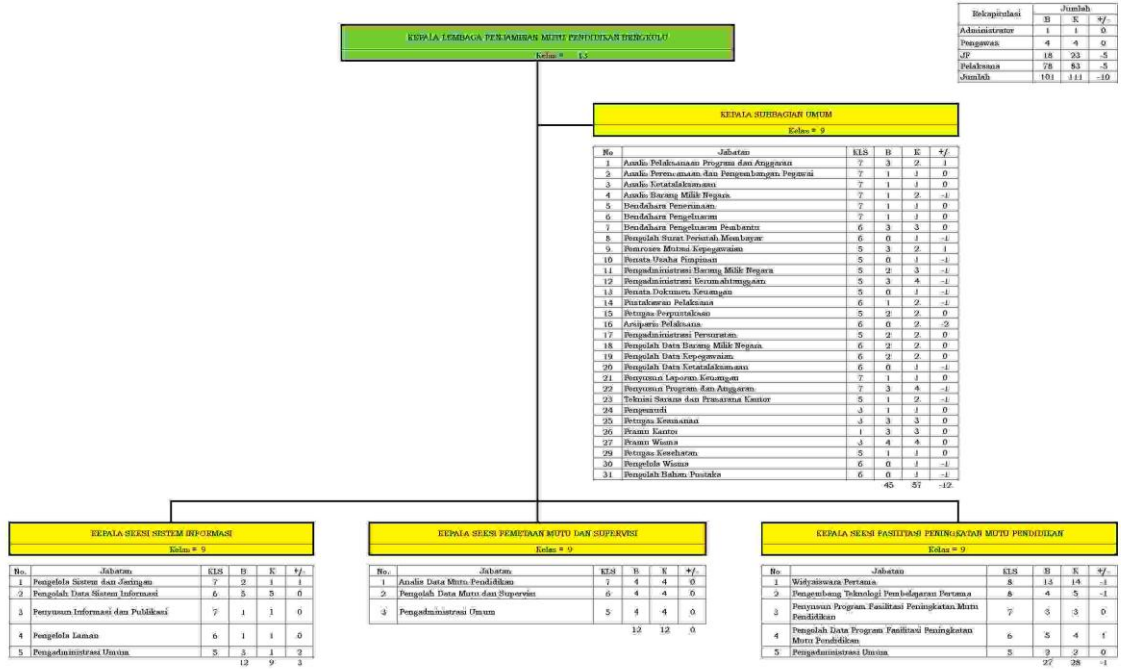 KEPALA LEMBAGA PENJAMINAN MUTU PENDIDIKAN BENGKULU
Kelas = 13
Rekapitulasi Jumlah
B K +/-
Administrator 1 1 0
Pengawas 4 4 0
JF 18 23 -5
Pelaksana 78 83 -5
Jumlah 101 111 -10
KEPALA SUBBAGIAN UMUM
Kelas = 9
No Jabatan KLS B K +/-
1 Analis Pelaksanaan Program dan Anggaran 7 3 2 1
2 Analis Perencanaan dan Pengembangan Pegawai 7 1 1 0
3 Analis Ketatalaksanaan 7 1 1 0
4 Analis Barang Milik Negara 7 1 2 -1
5 Bendahara Penerimaan 7 1 1 0
6 Bendahara Pengeluaran 7 1 1 0
7 Bendahara Pengeluaran Pembantu 6 3 3 0
8 Pengolah Surat Perintah Membayar 6 0 1 -1
9 Pemroses Mutasi Kepegawaian 5 3 2 1
10 Penata Usaha Pimpinan 5 0 1 -1
11 Pengadministrasi Barang Milik Negara 5 2 3 -1
12 Pengadministrasi Kerumahtanggaan 5 3 4 -1
13 Penata Dokumen Keuangan 5 0 1 -1
14 Pustakawan Pelaksana 6 1 2 -1
15 Petugas Perpustakaan 5 2 2 0
16 Arsiparis Pelaksana 6 0 2 -2
17 Pengadministrasi Persuratan 5 2 2 0
18 Pengolah Data Barang Milik Negara 6 2 2 0
19 Pengolah Data Kepegawaian 6 2 2 0
20 Pengolah Data Ketatalaksanaan 6 0 1 -1
21 Penyusun Laporan Keuangan 7 1 1 0
22 Penyusun Program dan Anggaran 7 3 4 -1
23 Teknisi Sarana dan Prasarana Kantor 5 1 2 -1
24 Pengemudi 3 1 1 0
25 Petugas Keamanan 3 3 3 0
26 Pramu Kantor 1 3 3 0
27 Pramu Wisma 3 4 4 0
29 Petugas Kesehatan 5 1 1 0
30 Pengelola Wisma 6 0 1 -1
31 Pengolah Bahan Pustaka 6 0 1 -1
45 57 -12
KEPALA SEKSI SISTEM INFORMASI
Kelas = 9
No. Jabatan KLS B K +/-
1 Pengelola Sistem dan Jaringan 7 2 1 1
2 Pengolah Data Sistem Informasi 6 5 5 0
3 Penyusun Informasi dan Publikasi 7 1 1 0
4 Pengelola Laman 6 1 1 0
5 Pengadministrasi Umum 5 3 1 2
12 9 3
KEPALA SEKSI PEMETAAN MUTU DAN SUPERVISI
Kelas = 9
No. Jabatan KLS B K +/-
1 Analis Data Mutu Pendidikan 7 4 4 0
2 Pengolah Data Mutu dan Supervisi 6 4 4 0
3 Pengadministrasi Umum 5 4 4 0
12 12 0
KEPALA SEKSI FASILITASI PENINGKATAN MUTU PENDIDIKAN
Kelas = 9
No. Jabatan KLS B K +/-
1 Widyaiswara Pertama 8 13 14 -1
2 Pengembang Teknologi Pembelajaran Pertama 8 4 5 -1
3 Penyusun Program Fasilitasi Peningkatan Mutu
Pendidikan 7 3 3 0
4 Pengolah Data Program Fasilitasi Peningkatan
Mutu Pendidikan 6 5 4 1
5 Pengadministrasi Umum 5 2 2 0
27 28 -1